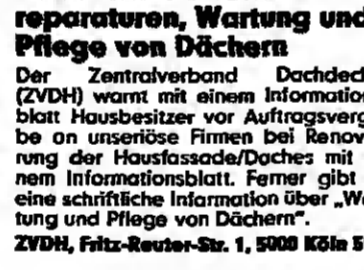 reparaturen, Wartung und
Pflege von Dächern
Der Zentralverband Dachdec
(ZVDH) warnt mit einem Information
blatt Hausbesitzer vor Auftragsverg
be an unseriöse Firmen bei Renov
rung der Hausfassade/Daches mit
nem Informationsblatt. Ferner gibt
eine schriftliche Information über „W
tung und Pflege von Dächern“.
ZVDH, Fritz-Reuter-Str. 1, 5000 Köln 5